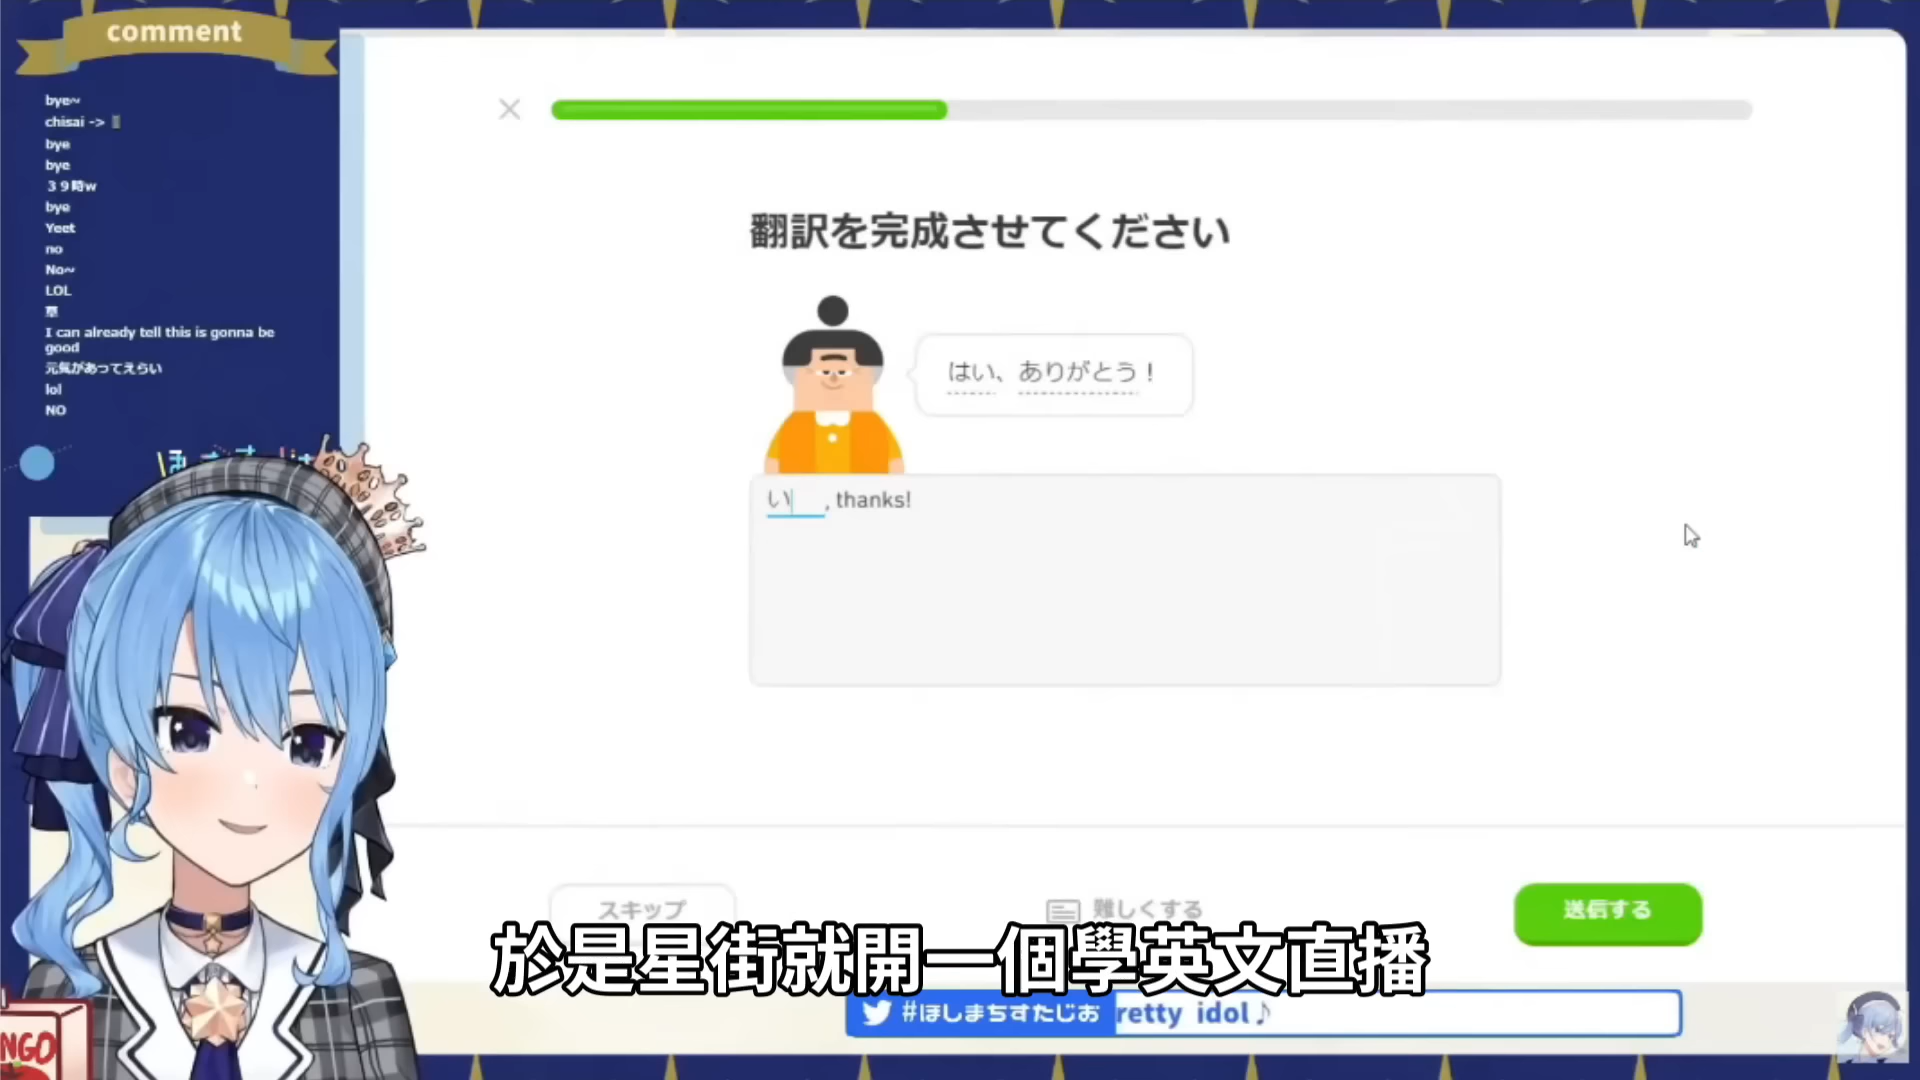 comment
bye~
chisai ->
bye
bye
３９時w
bye
Yeet
no
No~
LOL
草
I can already tell this is gonna be
good
元気があってえらい
lol
NO
翻訳を完成させてください
はい、ありがとう！
い , thanks!
スキップ
難しくする
送信する
於是星街就開一個學英文直播
#ほしまちすたじお
retty idol♪
NGO